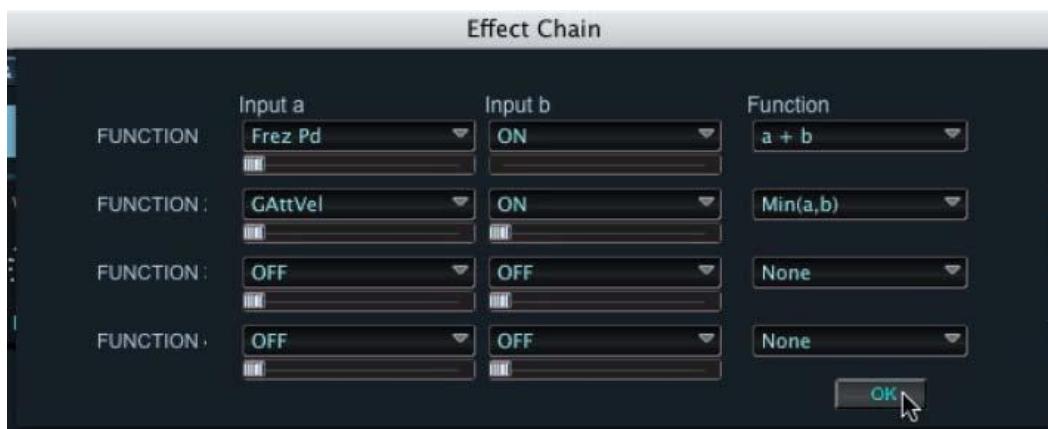 Effect Chain
Input a Input b Function
FUNCTION Frez Pd ON a + b
FUNCTION : GAttVel ON Min(a,b)
FUNCTION : OFF OFF None
FUNCTION OFF OFF None
OK